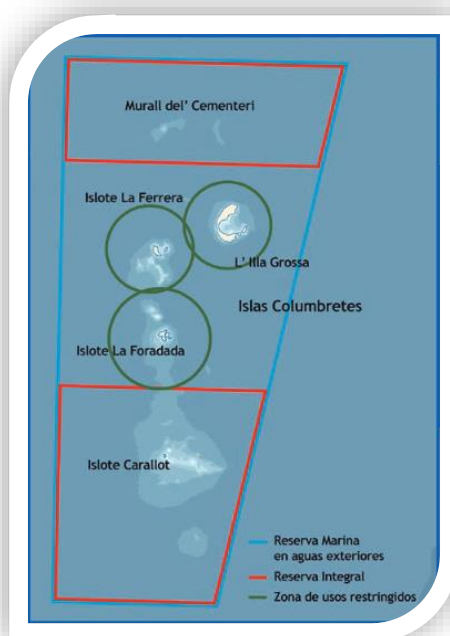 Murall del' Cementeri
Islote La Ferrera
L' Illa Grossa
Islas Columbretes
Islote La Foradada
Islote Carallot
Reserva Marina
en aguas exteriores
Reserva Integral
Zona de usos restringidos